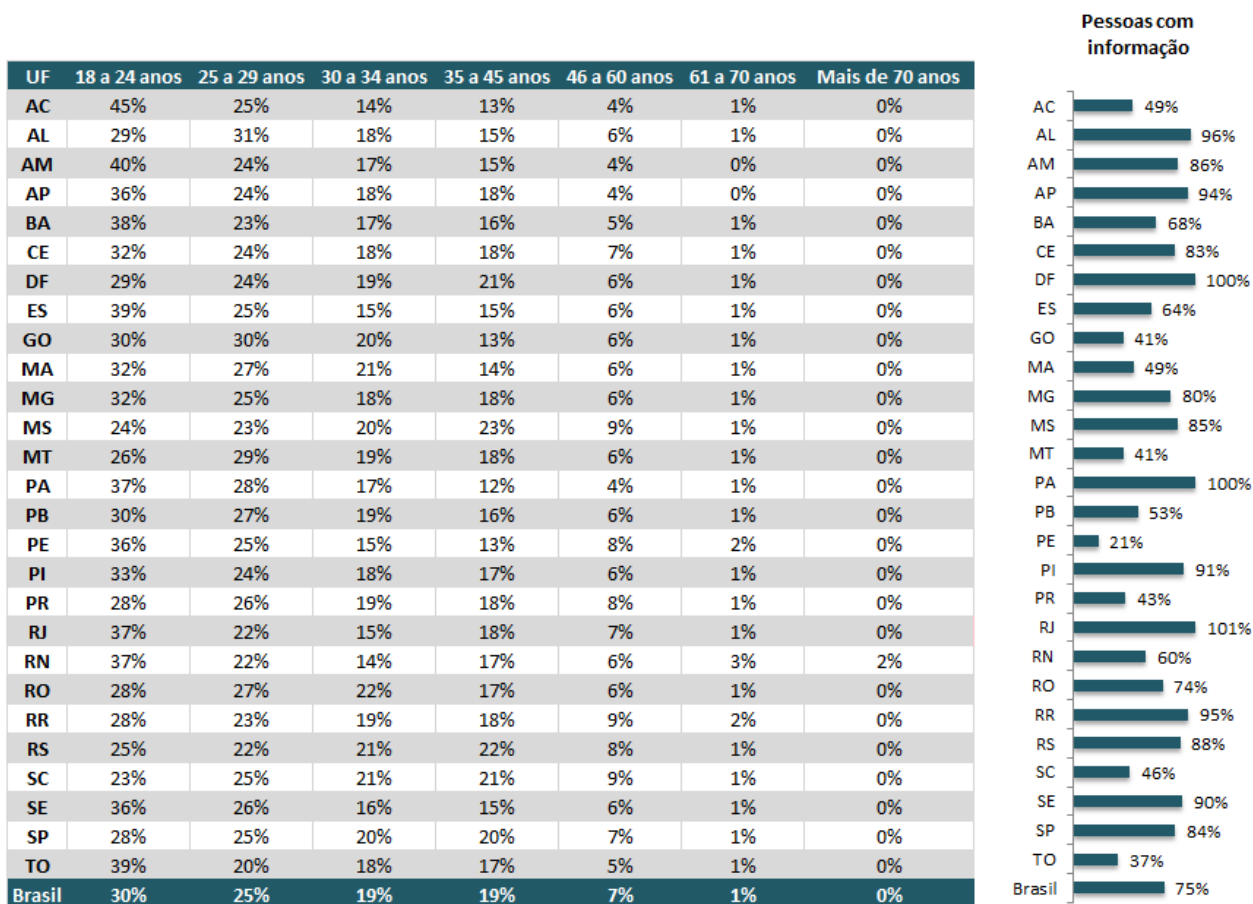 Pessoas com
informação
UF 18 a 24 anos 25 a 29 anos 30 a 34 anos 35 a 45 anos 46 a 60 anos 61 a 70 anos Mais de 70 anos
AC 45% 25% 14% 13% 4% 1% 0% AC 49%
AL 29% 31% 18% 15% 6% 1% 0% AL 96%
AM 40% 24% 17% 15% 4% 0% 0% AM 86%
AP 36% 24% 18% 18% 4% 0% 0% AP 94%
BA 38% 23% 17% 16% 5% 1% 0% BA 68%
CE 32% 24% 18% 18% 7% 1% 0% CE 83%
DF 29% 24% 19% 21% 6% 1% 0% DF 100%
ES 39% 25% 15% 15% 6% 1% 0% ES 64%
GO 30% 30% 20% 13% 6% 1% 0% GO 41%
MA 32% 27% 21% 14% 6% 1% 0% MA 49%
MG 32% 25% 18% 18% 6% 1% 0% MG 80%
MS 24% 23% 20% 23% 9% 1% 0% MS 85%
MT 26% 29% 19% 18% 6% 1% 0% MT 41%
PA 37% 28% 17% 12% 4% 1% 0% PA 100%
PB 30% 27% 19% 16% 6% 1% 0% PB 53%
PE 36% 25% 15% 13% 8% 2% 0% PE 21%
PI 33% 24% 18% 17% 6% 1% 0% PI 91%
PR 28% 26% 19% 18% 8% 1% 0% PR 43%
RJ 37% 22% 15% 18% 7% 1% 0% RJ 101%
RN 37% 22% 14% 17% 6% 3% 2% RN 60%
RO 28% 27% 22% 17% 6% 1% 0% RO 74%
RR 28% 23% 19% 18% 9% 2% 0% RR 95%
RS 25% 22% 21% 22% 8% 1% 0% RS 88%
SC 23% 25% 21% 21% 9% 1% 0% SC 46%
SE 36% 26% 16% 15% 6% 1% 0% SE 90%
SP 28% 25% 20% 20% 7% 1% 0% SP 84%
TO 39% 20% 18% 17% 5% 1% 0% TO 37%
Brasil 30% 25% 19% 19% 7% 1% 0% Brasil 75%